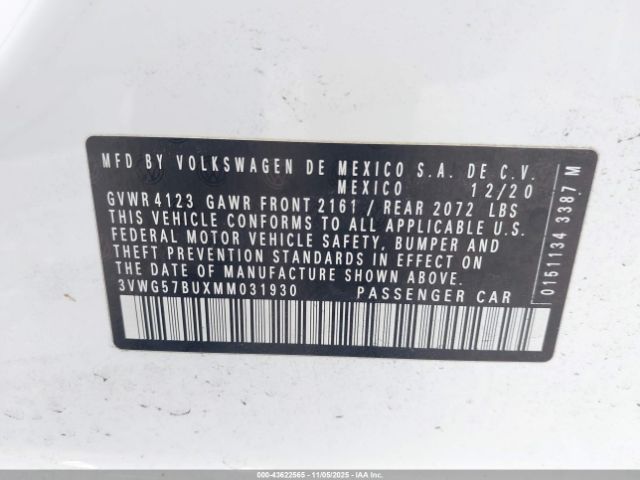 MFD BY VOLKSWAGEN DE MEXICO S.A. DE C.V.
MEXICO 12/20
GVWR 4123 GAWR FRONT 2161 / REAR 2072 LBS
THIS VEHICLE CONFORMS TO ALL APPLICABLE U.S.
FEDERAL MOTOR VEHICLE SAFETY, BUMPER AND
THEFT PREVENTION STANDARDS IN EFFECT ON
THE DATE OF MANUFACTURE SHOWN ABOVE.
3VWG57BUXMM031930 PASSENGER CAR
0151134 3387 M
000-43622565 - 11/05/2025 - IAAI.COM